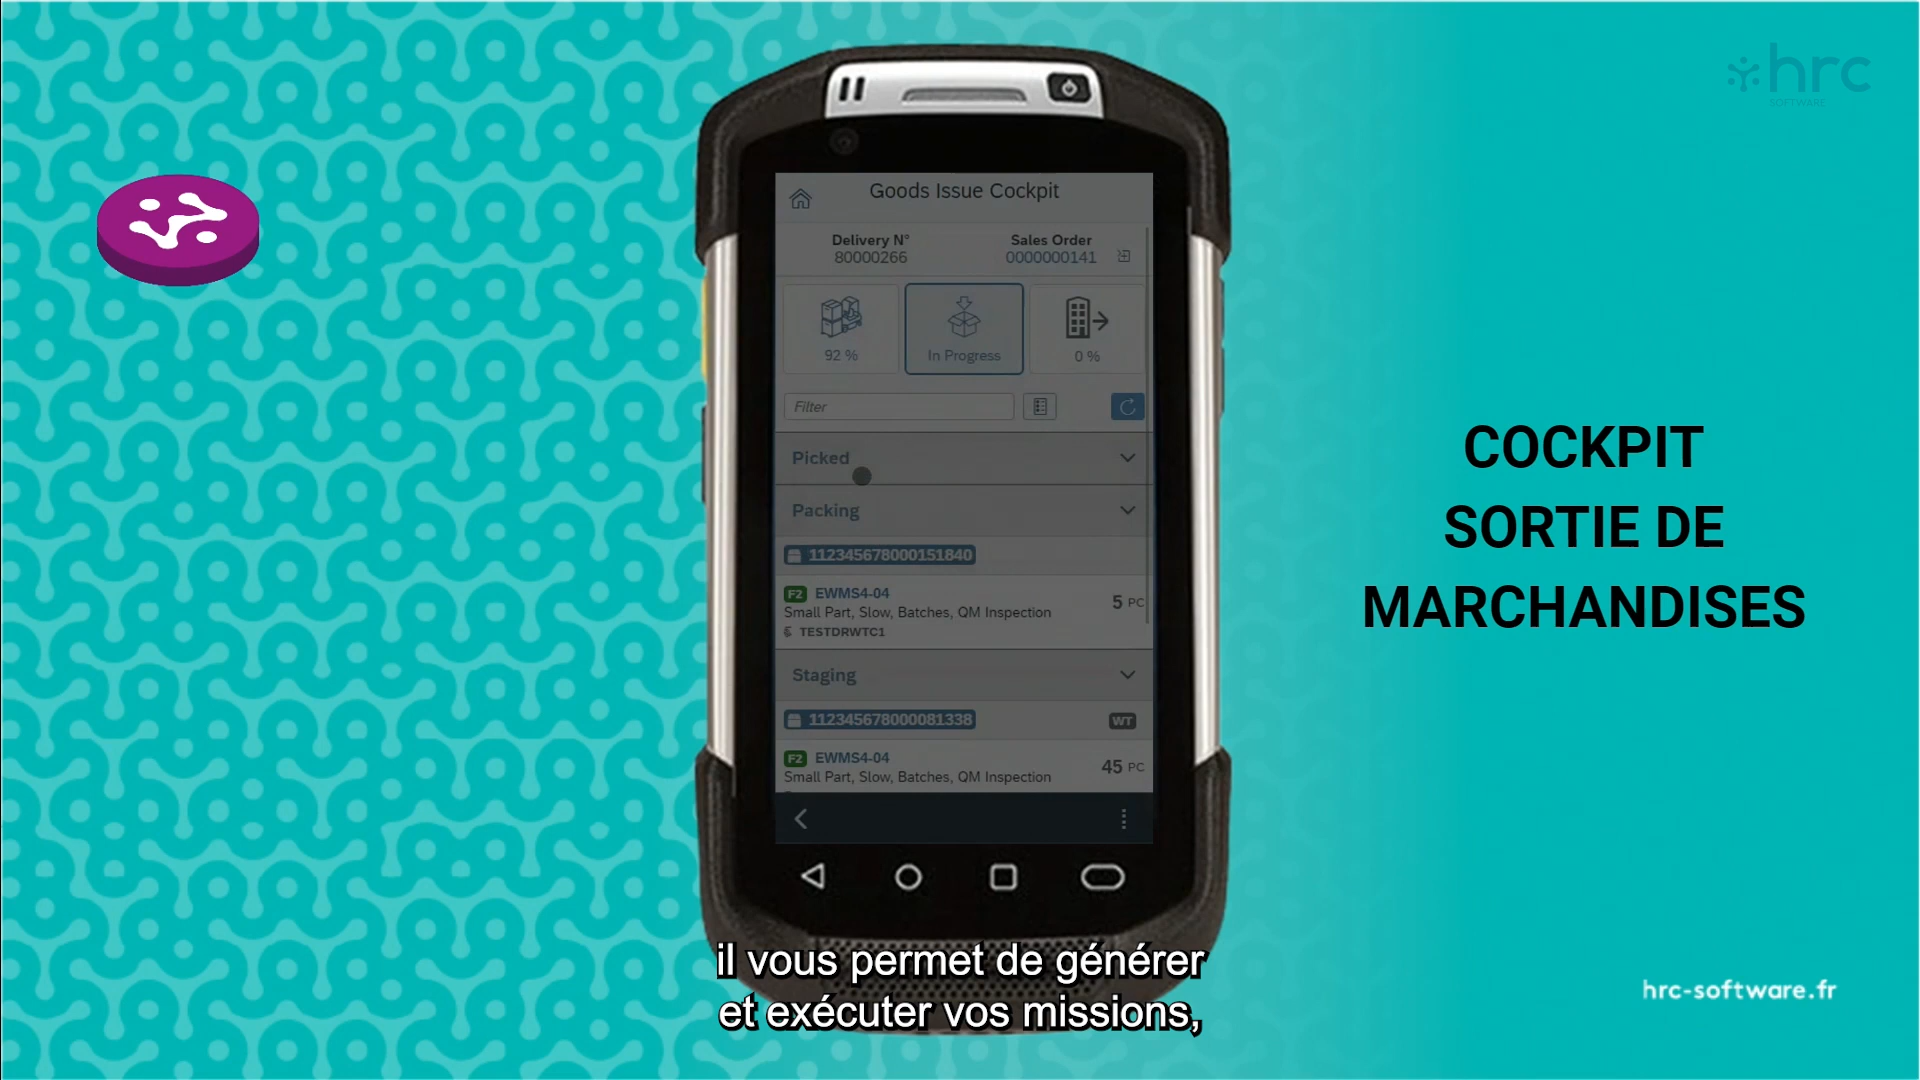 hrc
SOFTWARE
Goods Issue Cockpit
Delivery N°
80000266
Sales Order
0000000141
92 %
In Progress
0 %
Filter
Picked
Packing
112345678000151840
F2 EWMS4-04
Small Part, Slow, Batches, QM Inspection
5 PC
TESTDRWTC1
Staging
112345678000081338
WT
F2 EWMS4-04
Small Part, Slow, Batches, QM Inspection
45 PC
COCKPIT
SORTIE DE
MARCHANDISES
il vous permet de générer
et exécuter vos missions,
hrc-software.fr